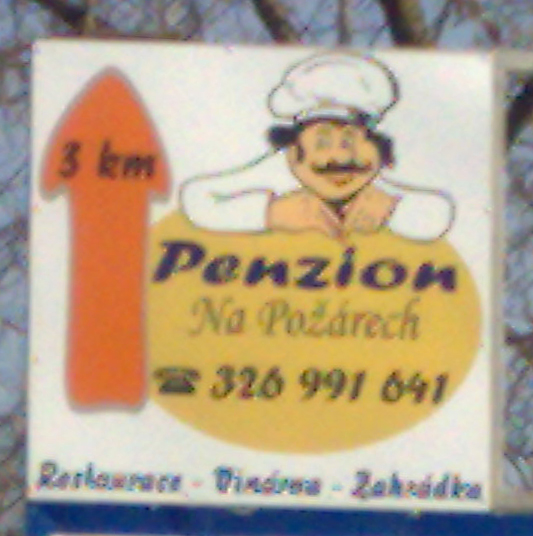 3 km
Penzion
Na Požárech
☎ 326 991 641
Restaurace - Vinárna - Zahrádka